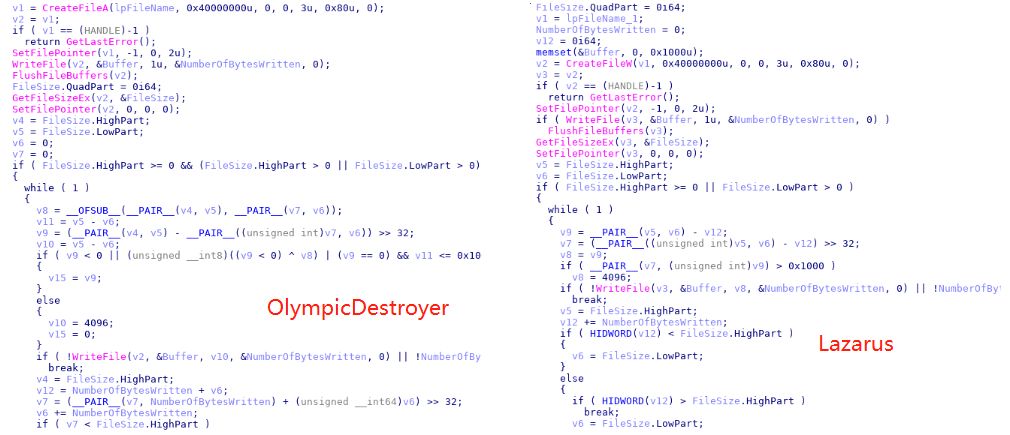 v1 = CreateFileA(lpFileName, 0x40000000u, 0, 0, 3u, 0x80u, 0);
v2 = v1;
if ( v1 == (HANDLE)-1 )
return GetLastError();
SetFilePointer(v1, -1, 0, 2u);
WriteFile(v2, &Buffer, 1u, &NumberOfBytesWritten, 0);
FlushFileBuffers(v2);
FileSize.QuadPart = 0i64;
GetFileSizeEx(v2, &FileSize);
SetFilePointer(v2, 0, 0, 0);
v4 = FileSize.HighPart;
v5 = FileSize.LowPart;
v6 = 0;
v7 = 0;
if ( FileSize.HighPart >= 0 && (FileSize.HighPart > 0 || FileSize.LowPart > 0)
{
while ( 1 )
{
v8 = __OFSUB__(__PAIR__(v4, v5), __PAIR__(v7, v6));
v11 = v5 - v6;
v9 = (__PAIR__(v4, v5) - __PAIR__((unsigned int)v7, v6)) >> 32;
v10 = v5 - v6;
if ( v9 < 0 || (unsigned __int8)((v9 < 0) ^ v8) | (v9 == 0) && v11 <= 0x10
{
v15 = v9;
}
else
{
v10 = 4096;
v15 = 0;
}
if ( !WriteFile(v2, &Buffer, v10, &NumberOfBytesWritten, 0) || !NumberOfBy
break;
v4 = FileSize.HighPart;
v12 = NumberOfBytesWritten + v6;
v7 = (__PAIR__(v7, NumberOfBytesWritten) + (unsigned __int64)v6) >> 32;
v6 += NumberOfBytesWritten;
if ( v7 < FileSize.HighPart )
OlympicDestroyer
FileSize.QuadPart = 0i64;
v1 = lpFileName_1;
NumberOfBytesWritten = 0;
v12 = 0i64;
memset(&Buffer, 0, 0x1000u);
v2 = CreateFileW(v1, 0x40000000u, 0, 0, 3u, 0x80u, 0);
v3 = v2;
if ( v2 == (HANDLE)-1 )
return GetLastError();
SetFilePointer(v2, -1, 0, 2u);
if ( WriteFile(v3, &Buffer, 1u, &NumberOfBytesWritten, 0) )
FlushFileBuffers(v3);
GetFileSizeEx(v3, &FileSize);
SetFilePointer(v3, 0, 0, 0);
v5 = FileSize.HighPart;
v6 = FileSize.LowPart;
if ( FileSize.HighPart >= 0 || FileSize.LowPart > 0 )
{
while ( 1 )
{
v9 = __PAIR__(v5, v6) - v12;
v7 = (__PAIR__((unsigned int)v5, v6) - v12) >> 32;
v8 = v9;
if ( __PAIR__(v7, (unsigned int)v9) > 0x1000 )
v8 = 4096;
if ( !WriteFile(v3, &Buffer, v8, &NumberOfBytesWritten, 0) || !NumberOfByt
break;
v5 = FileSize.HighPart;
v12 += NumberOfBytesWritten;
if ( HIDWORD(v12) < FileSize.HighPart )
{
v6 = FileSize.LowPart;
}
else
{
if ( HIDWORD(v12) > FileSize.HighPart )
break;
v6 = FileSize.LowPart;
Lazarus